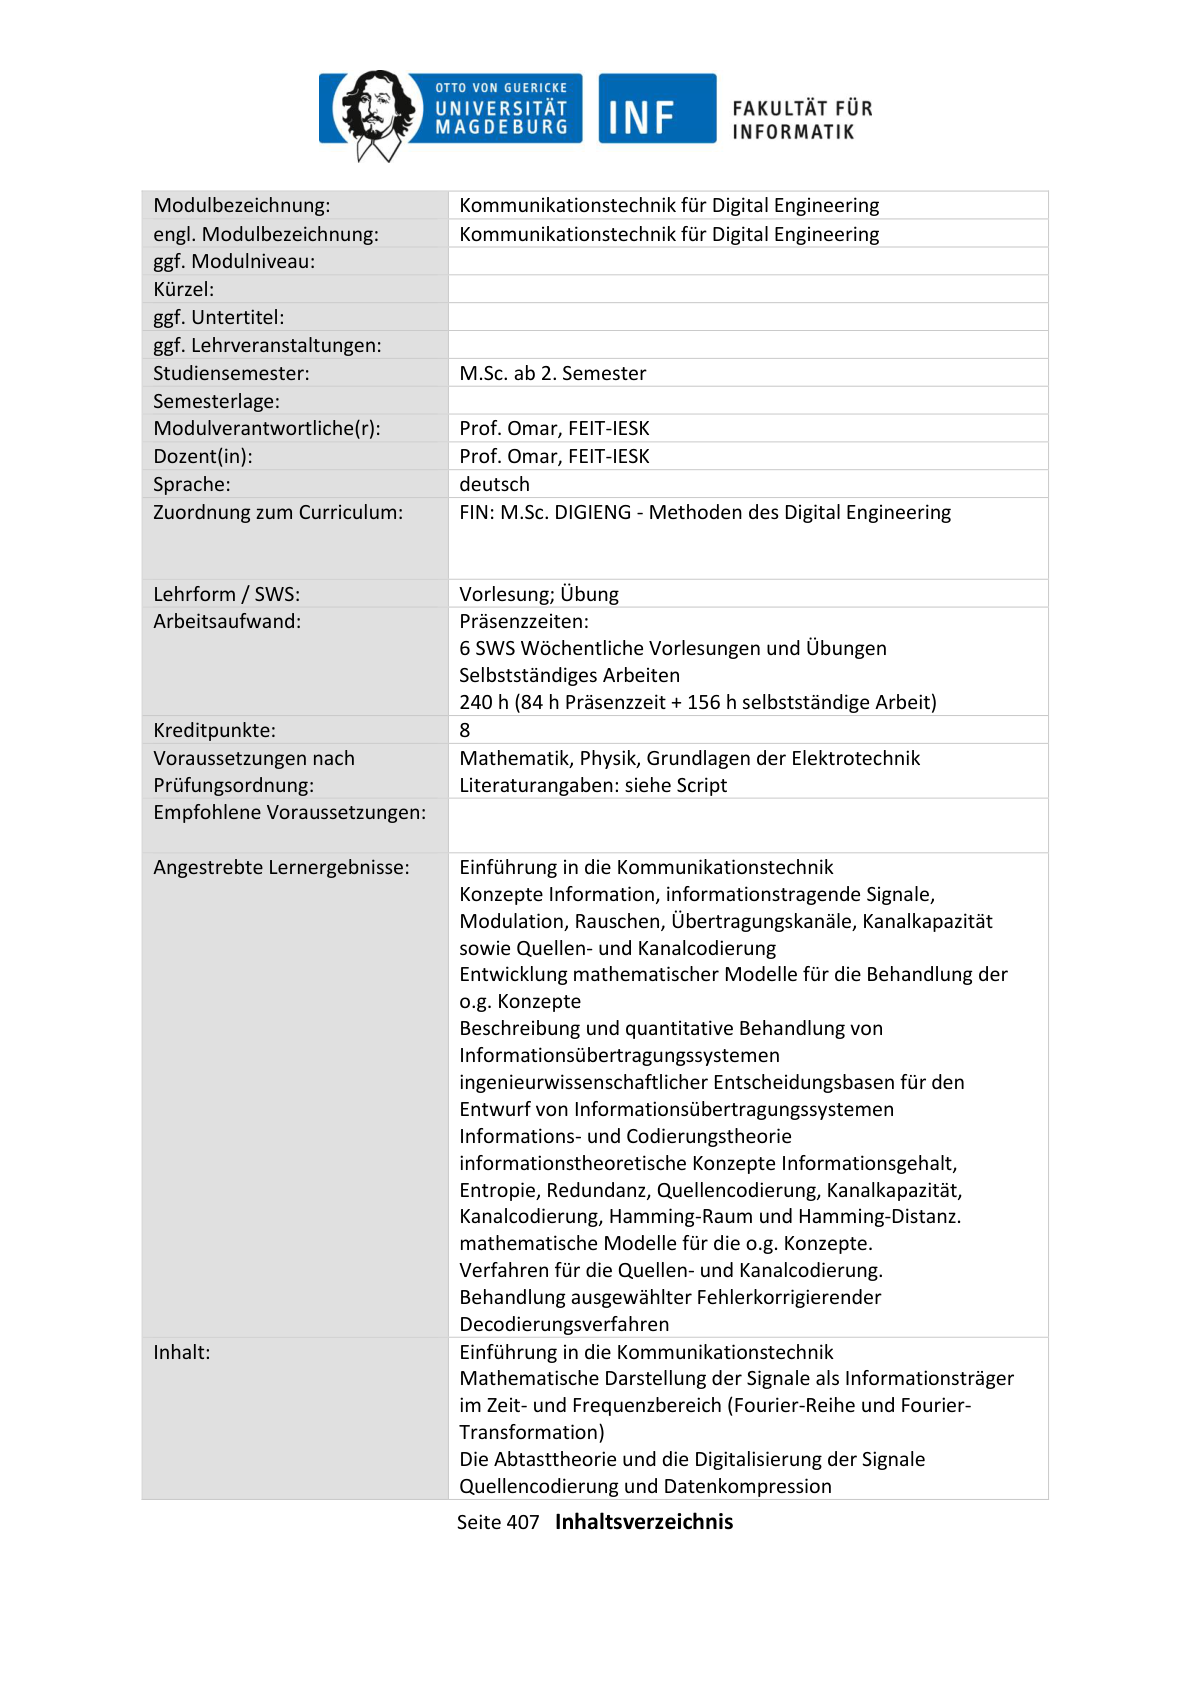 OTTO VON GUERICKE
UNIVERSITÄT
MAGDEBURG
INF
FAKULTÄT FÜR
INFORMATIK
Modulbezeichnung: Kommunikationstechnik für Digital Engineering
engl. Modulbezeichnung: Kommunikationstechnik für Digital Engineering
ggf. Modulniveau:
Kürzel:
ggf. Untertitel:
ggf. Lehrveranstaltungen:
Studiensemester: M.Sc. ab 2. Semester
Semesterlage:
Modulverantwortliche(r): Prof. Omar, FEIT-IESK
Dozent(in): Prof. Omar, FEIT-IESK
Sprache: deutsch
Zuordnung zum Curriculum: FIN: M.Sc. DIGIENG - Methoden des Digital Engineering
Lehrform / SWS: Vorlesung; Übung
Arbeitsaufwand: Präsenzzeiten:
6 SWS Wöchentliche Vorlesungen und Übungen
Selbstständiges Arbeiten
240 h (84 h Präsenzzeit + 156 h selbstständige Arbeit)
Kreditpunkte: 8
Voraussetzungen nach Mathematik, Physik, Grundlagen der Elektrotechnik
Prüfungsordnung: Literaturangaben: siehe Script
Empfohlene Voraussetzungen:
Angestrebte Lernergebnisse: Einführung in die Kommunikationstechnik
Konzepte Information, informationstragende Signale,
Modulation, Rauschen, Übertragungskanäle, Kanalkapazität
sowie Quellen- und Kanalcodierung
Entwicklung mathematischer Modelle für die Behandlung der
o.g. Konzepte
Beschreibung und quantitative Behandlung von
Informationsübertragungssystemen
ingenieurwissenschaftlicher Entscheidungsbasen für den
Entwurf von Informationsübertragungssystemen
Informations- und Codierungstheorie
informationstheoretische Konzepte Informationsgehalt,
Entropie, Redundanz, Quellencodierung, Kanalkapazität,
Kanalcodierung, Hamming-Raum und Hamming-Distanz.
mathematische Modelle für die o.g. Konzepte.
Verfahren für die Quellen- und Kanalcodierung.
Behandlung ausgewählter Fehlerkorrigierender
Decodierungsverfahren
Inhalt: Einführung in die Kommunikationstechnik
Mathematische Darstellung der Signale als Informationsträger
im Zeit- und Frequenzbereich (Fourier-Reihe und Fourier-
Transformation)
Die Abtasttheorie und die Digitalisierung der Signale
Quellencodierung und Datenkompression
Seite 407 Inhaltsverzeichnis